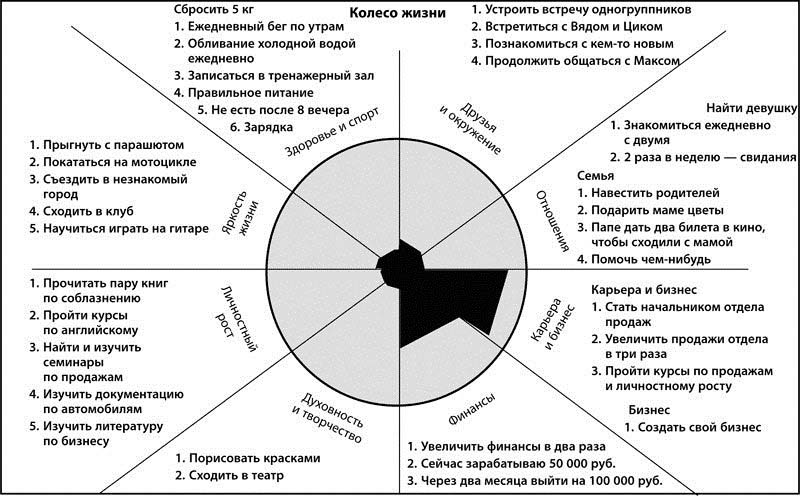 Колесо жизни
Сбросить 5 кг
1. Ежедневный бег по утрам
2. Обливание холодной водой
ежедневно
3. Записаться в тренажерный зал
4. Правильное питание
5. Не есть после 8 вечера
6. Зарядка
Здоровье и спорт
1. Устроить встречу одногруппников
2. Встретиться с Вядом и Циком
3. Познакомиться с кем-то новым
4. Продолжить общаться с Максом
Друзья
и окружение
Найти девушку
1. Знакомиться ежедневно
с двумя
2. 2 раза в неделю — свидания
Семья
1. Навестить родителей
2. Подарить маме цветы
3. Папе дать два билета в кино,
чтобы сходили с мамой
4. Помочь чем-нибудь
Отношения
Карьера и бизнес
1. Стать начальником отдела
продаж
2. Увеличить продажи отдела
в три раза
3. Пройти курсы по продажам
и личностному росту
Бизнес
1. Создать свой бизнес
Карьера
и бизнес
Финансы
1. Увеличить финансы в два раза
2. Сейчас зарабатываю 50 000 руб.
3. Через два месяца выйти на 100 000 руб.
Духовность
и творчество
1. Порисовать красками
2. Сходить в театр
Личностный
рост
1. Прочитать пару книг
по соблазнению
2. Пройти курсы
по английскому
3. Найти и изучить
семинары
по продажам
4. Изучить документацию
по автомобилям
5. Изучить литературу
по бизнесу
Яркость
жизни
1. Прыгнуть с парашютом
2. Покататься на мотоцикле
3. Съездить в незнакомый
город
4. Сходить в клуб
5. Научиться играть на гитаре